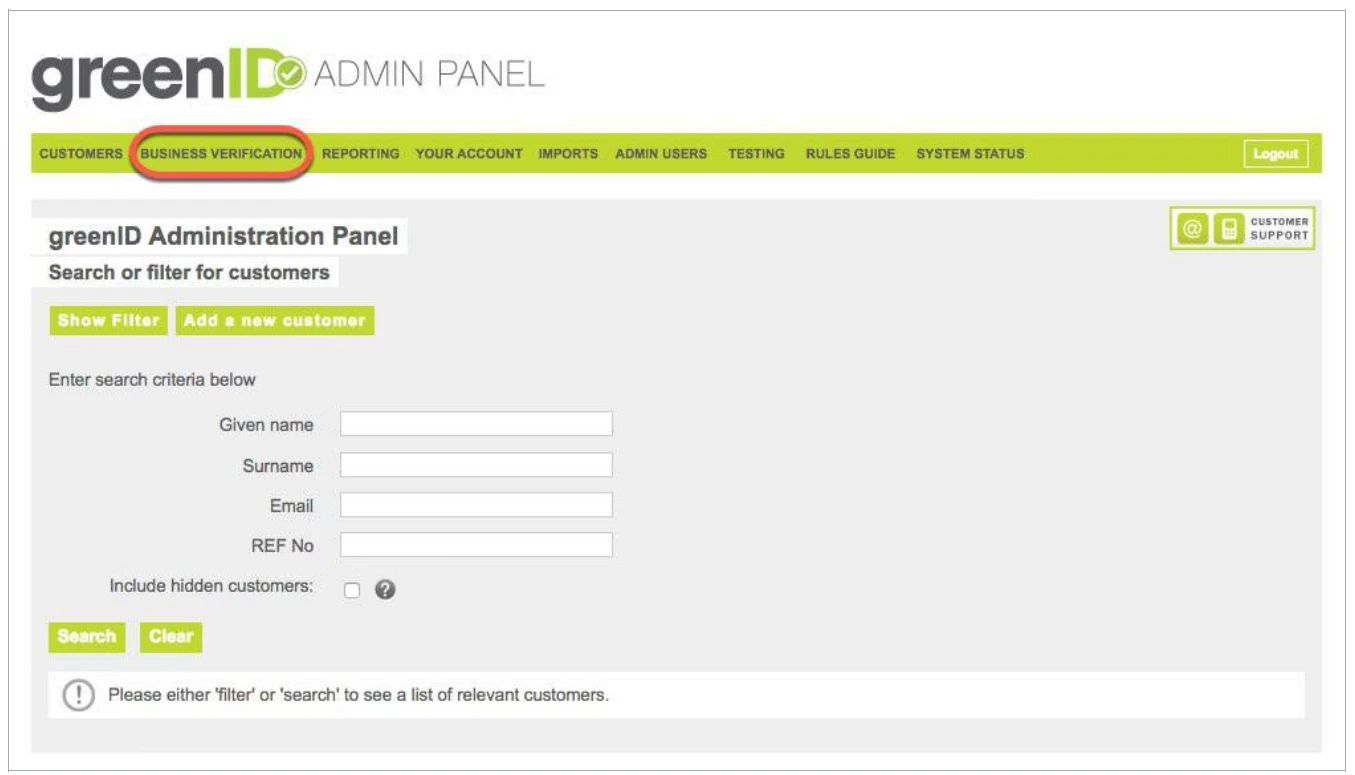 greenID ADMIN PANEL
CUSTOMERS BUSINESS VERIFICATION REPORTING YOUR ACCOUNT IMPORTS ADMIN USERS TESTING RULES GUIDE SYSTEM STATUS Logout
greenID Administration Panel
@ CUSTOMER
SUPPORT
Search or filter for customers
Show Filter Add a new customer
Enter search criteria below
Given name
Surname
Email
REF No
Include hidden customers: ?
Search Clear
! Please either 'filter' or 'search' to see a list of relevant customers.